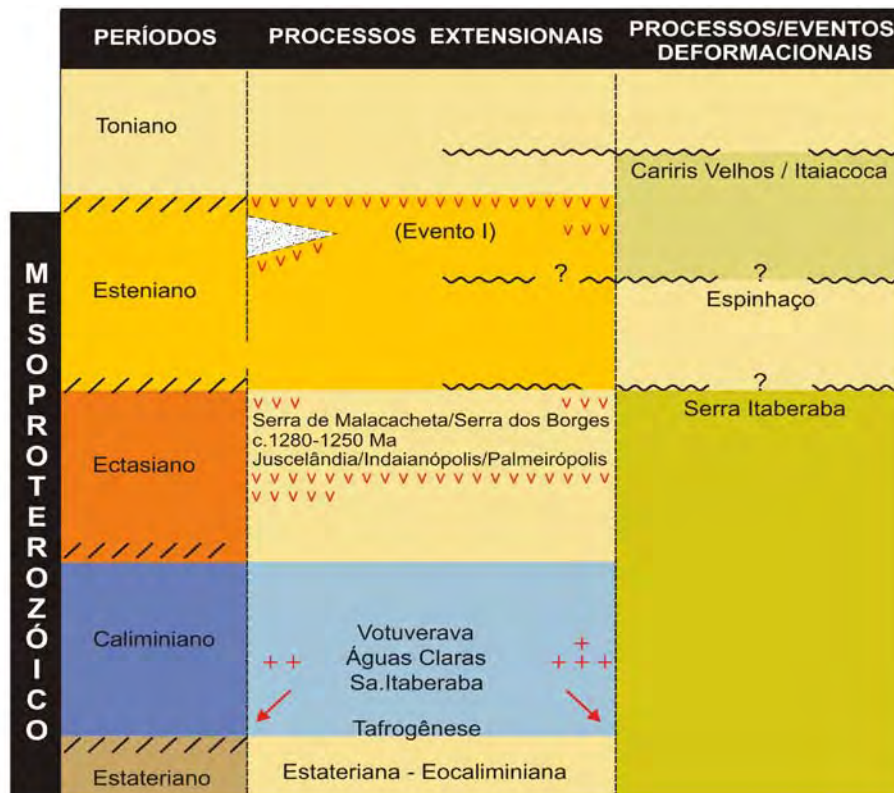 PERÍODOS
PROCESSOS EXTENSIONAIS
PROCESSOS/EVENTOS
DEFORMACIONAIS
MESOPROTEROZÓICO
Toniano
Cariris Velhos / Itaiacoca
Esteniano
(Evento I)
?
?
Espinhaço
?
Ectasiano
Serra de Malacacheta/Serra dos Borges
c.1280-1250 Ma
Juscelândia/Indaianópolis/Palmeirópolis
Serra Itaberaba
Caliminiano
Votuverava
Águas Claras
Sa.Itaberaba
Tafrogênese
Estateriano
Estateriana - Eocaliminiana